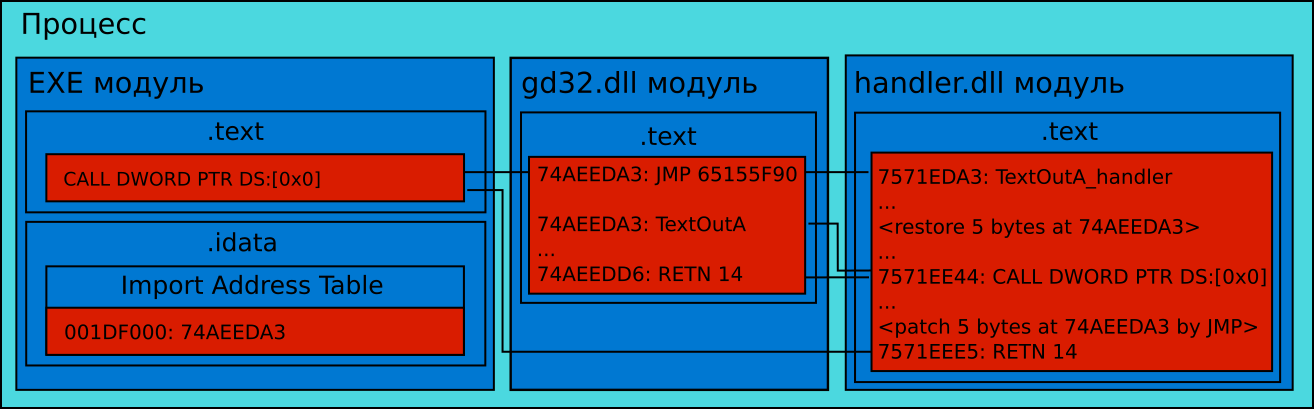 Процесс
EXE модуль
.text
CALL DWORD PTR DS:[0x0]
.idata
Import Address Table
001DF000: 74AEEDA3
gd32.dll модуль
.text
74AEEDA3: JMP 65155F90
74AEEDA3: TextOutA
...
74AEEDD6: RETN 14
handler.dll модуль
.text
7571EDA3: TextOutA_handler
...
<restore 5 bytes at 74AEEDA3>
...
7571EE44: CALL DWORD PTR DS:[0x0]
...
<patch 5 bytes at 74AEEDA3 by JMP>
7571EEE5: RETN 14